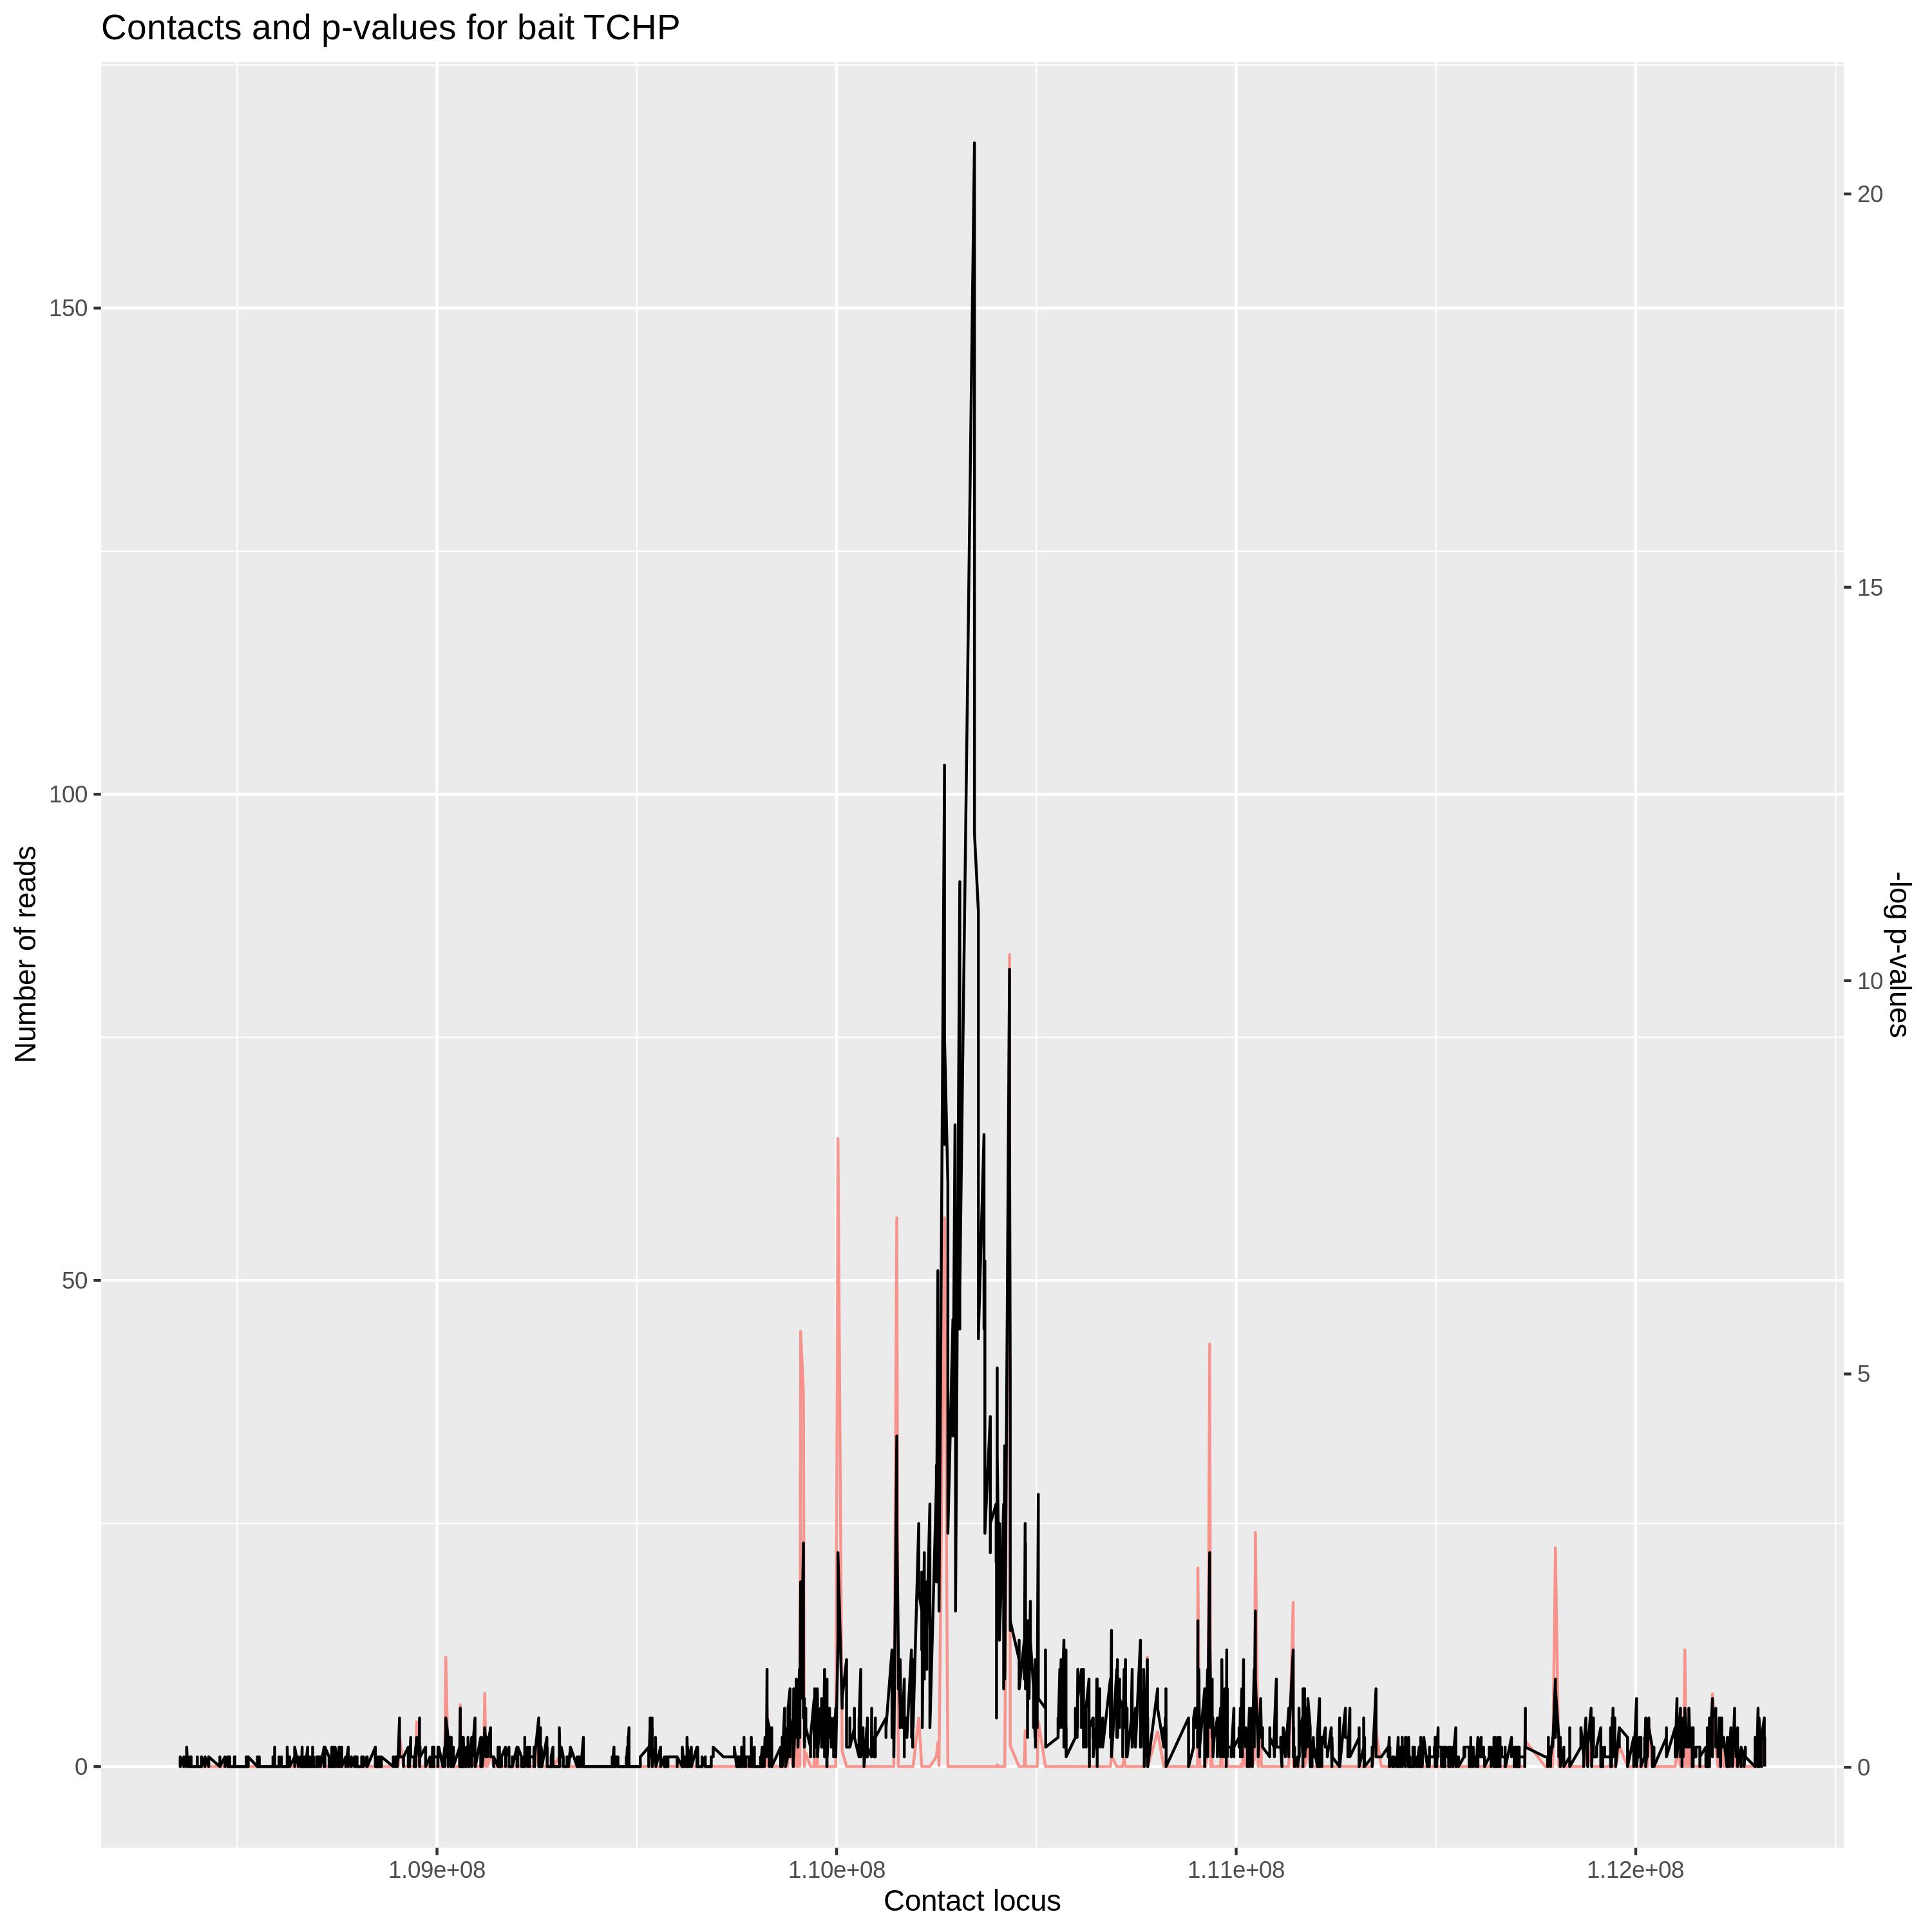 Contacts and p-values for bait TCHP
150
100
50
0
Number of reads
20
15
10
5
0
-log p-values
1.09e+08
1.10e+08
1.11e+08
1.12e+08
Contact locus